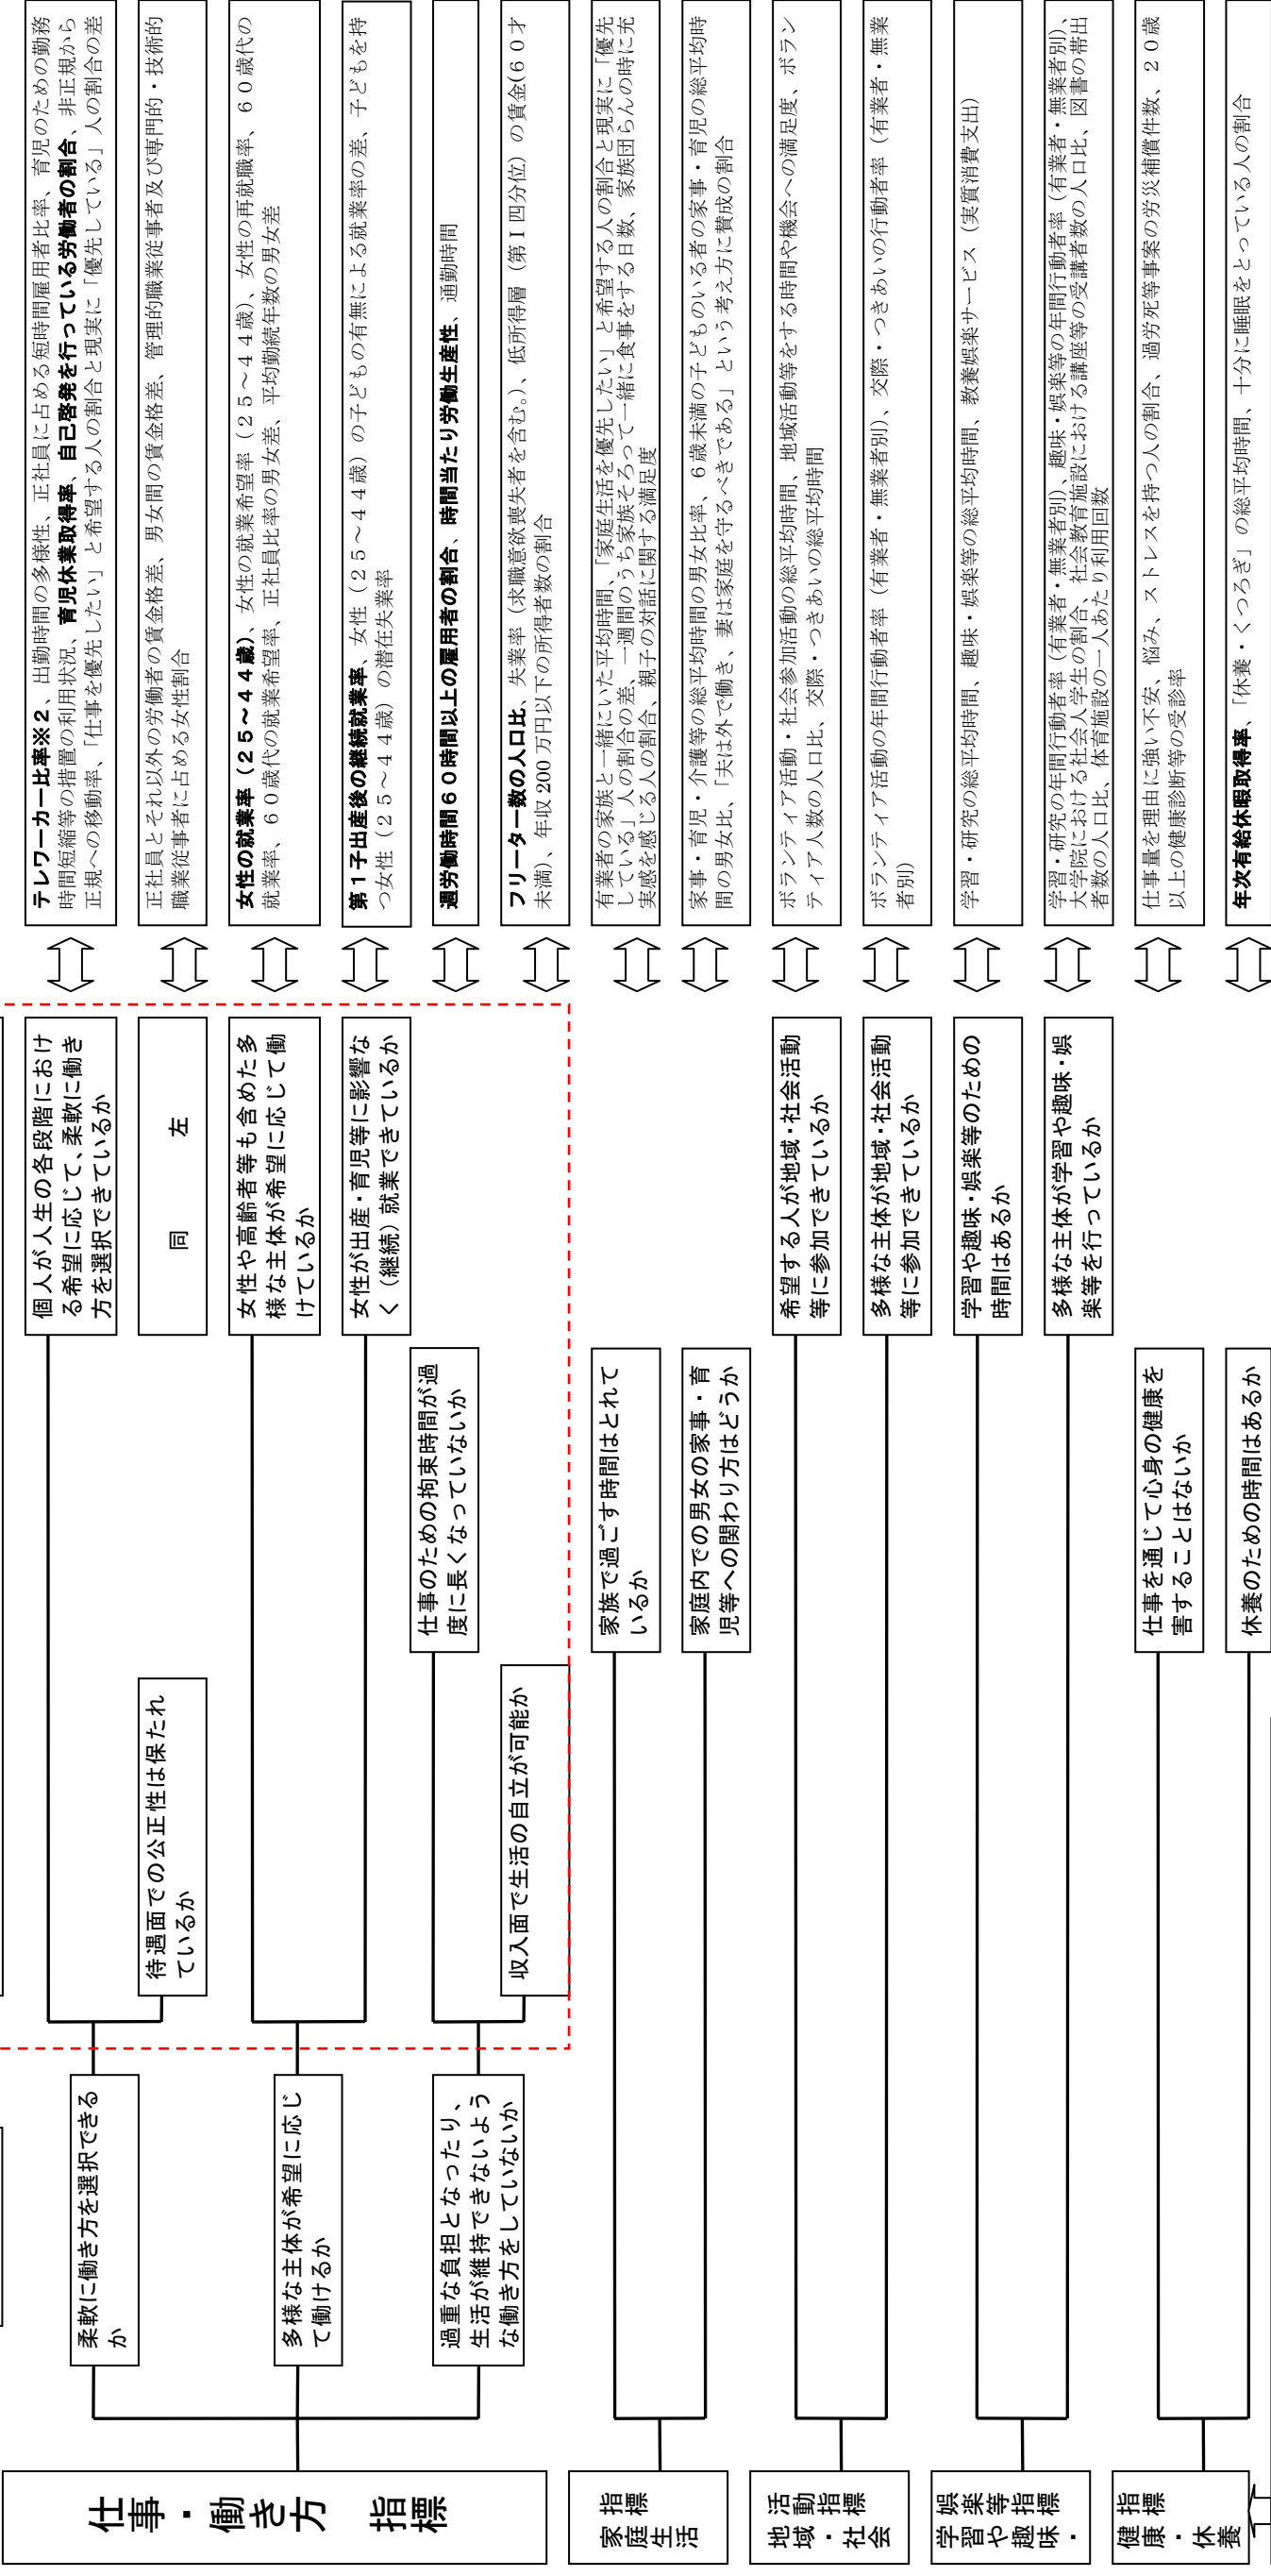 仕事・働き方　指標
柔軟に働き方を選択できる
か
個人が人生の各段階におけ
る希望に応じて、柔軟に働き
方を選択できているか
テレワーカー比率※２、出勤時間の多様性、正社員に占める短時間雇用者比率、育児のための勤務
時間短縮等の措置の利用状況、育児休業取得率、自己啓発を行っている労働者の割合、非正規から
正規への移動率、「仕事を優先したい」と希望する人の割合と現実に「優先している」人の割合の差
待遇面での公正性は保たれ
ているか
同　　　左
正社員とそれ以外の労働者の賃金格差、男女間の賃金格差、管理的職業従事者及び専門的・技術的
職業従事者に占める女性割合
多様な主体が希望に応じ
て働けるか
女性や高齢者等も含めた多
様な主体が希望に応じて働
けているか
女性の就業率（２５～４４歳）、女性の就業希望率（２５～４４歳）、女性の再就職率、６０歳代の
就業率、６０歳代の就業希望率、正社員比率の男女差、平均勤続年数の男女差
女性が出産・育児等に影響な
く（継続）就業できているか
第１子出産後の継続就業率、女性（２５～４４歳）の子どもの有無による就業率の差、子どもを持
つ女性（２５～４４歳）の潜在失業率
過重な負担となったり、
生活が維持できないよう
な働き方をしていないか
仕事のための拘束時間が過
度に長くなっていないか
週労働時間６０時間以上の雇用者の割合、時間当たり労働生産性、通勤時間
収入面で生活の自立が可能か
フリーター数の人口比、失業率（求職意欲喪失者を含む。）、低所得層（第Ⅰ四分位）の賃金(６０才
未満)、年収 200 万円以下の所得者数の割合
家庭生活
指標
家族で過ごす時間はとれて
いるか
有業者の家族と一緒にいた平均時間、「家庭生活を優先したい」と希望する人の割合と現実に「優先
している」人の割合の差、一週間のうち家族そろって一緒に食事をする日数、家族団らんの時に充
実感を感じる人の割合、親子の対話に関する満足度
家庭内での男女の家事・育
児等への関わり方はどうか
家事・育児・介護等の総平均時間の男女比率、６歳未満の子どものいる者の家事・育児の総平均時
間の男女比、「夫は外で働き、妻は家庭を守るべきである」という考え方に賛成の割合
地域・社会
活動指標
希望する人が地域・社会活動
等に参加できているか
ボランティア活動・社会参加活動の総平均時間、地域活動等をする時間や機会への満足度、ボラン
ティア人数の人口比、交際・つきあいの総平均時間
多様な主体が地域・社会活動
等に参加できているか
ボランティア活動の年間行動者率（有業者・無業者別）、交際・つきあいの行動者率（有業者・無業
者別）
学習や趣味・
娯楽等指標
学習や趣味・娯楽等のための
時間はあるか
学習・研究の総平均時間、趣味・娯楽等の総平均時間、教養娯楽サービス（実質消費支出）
多様な主体が学習や趣味・娯
楽等を行っているか
学習・研究の年間行動者率（有業者・無業者別）、趣味・娯楽等の年間行動者率（有業者・無業者別）、
大学院における社会人学生の割合、社会教育施設における講座等の受講者数の人口比、図書の帯出
者数の人口比、体育施設の一人あたり利用回数
健康・休養
指標
仕事を通じて心身の健康を
害することはないか
仕事量を理由に強い不安、悩み、ストレスを持つ人の割合、過労死等事案の労災補償件数、２０歳
以上の健康診断等の受診率
休養のための時間はあるか
年次有給休暇取得率、「休養・くつろぎ」の総平均時間、十分に睡眠をとっている人の割合